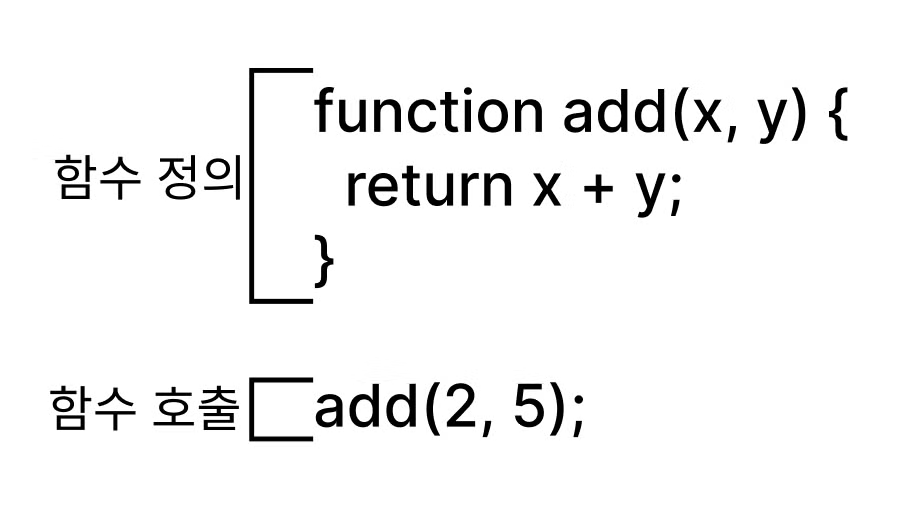 function add(x, y) {
함수 정의
return x + y;
}
함수 호출
add(2, 5);